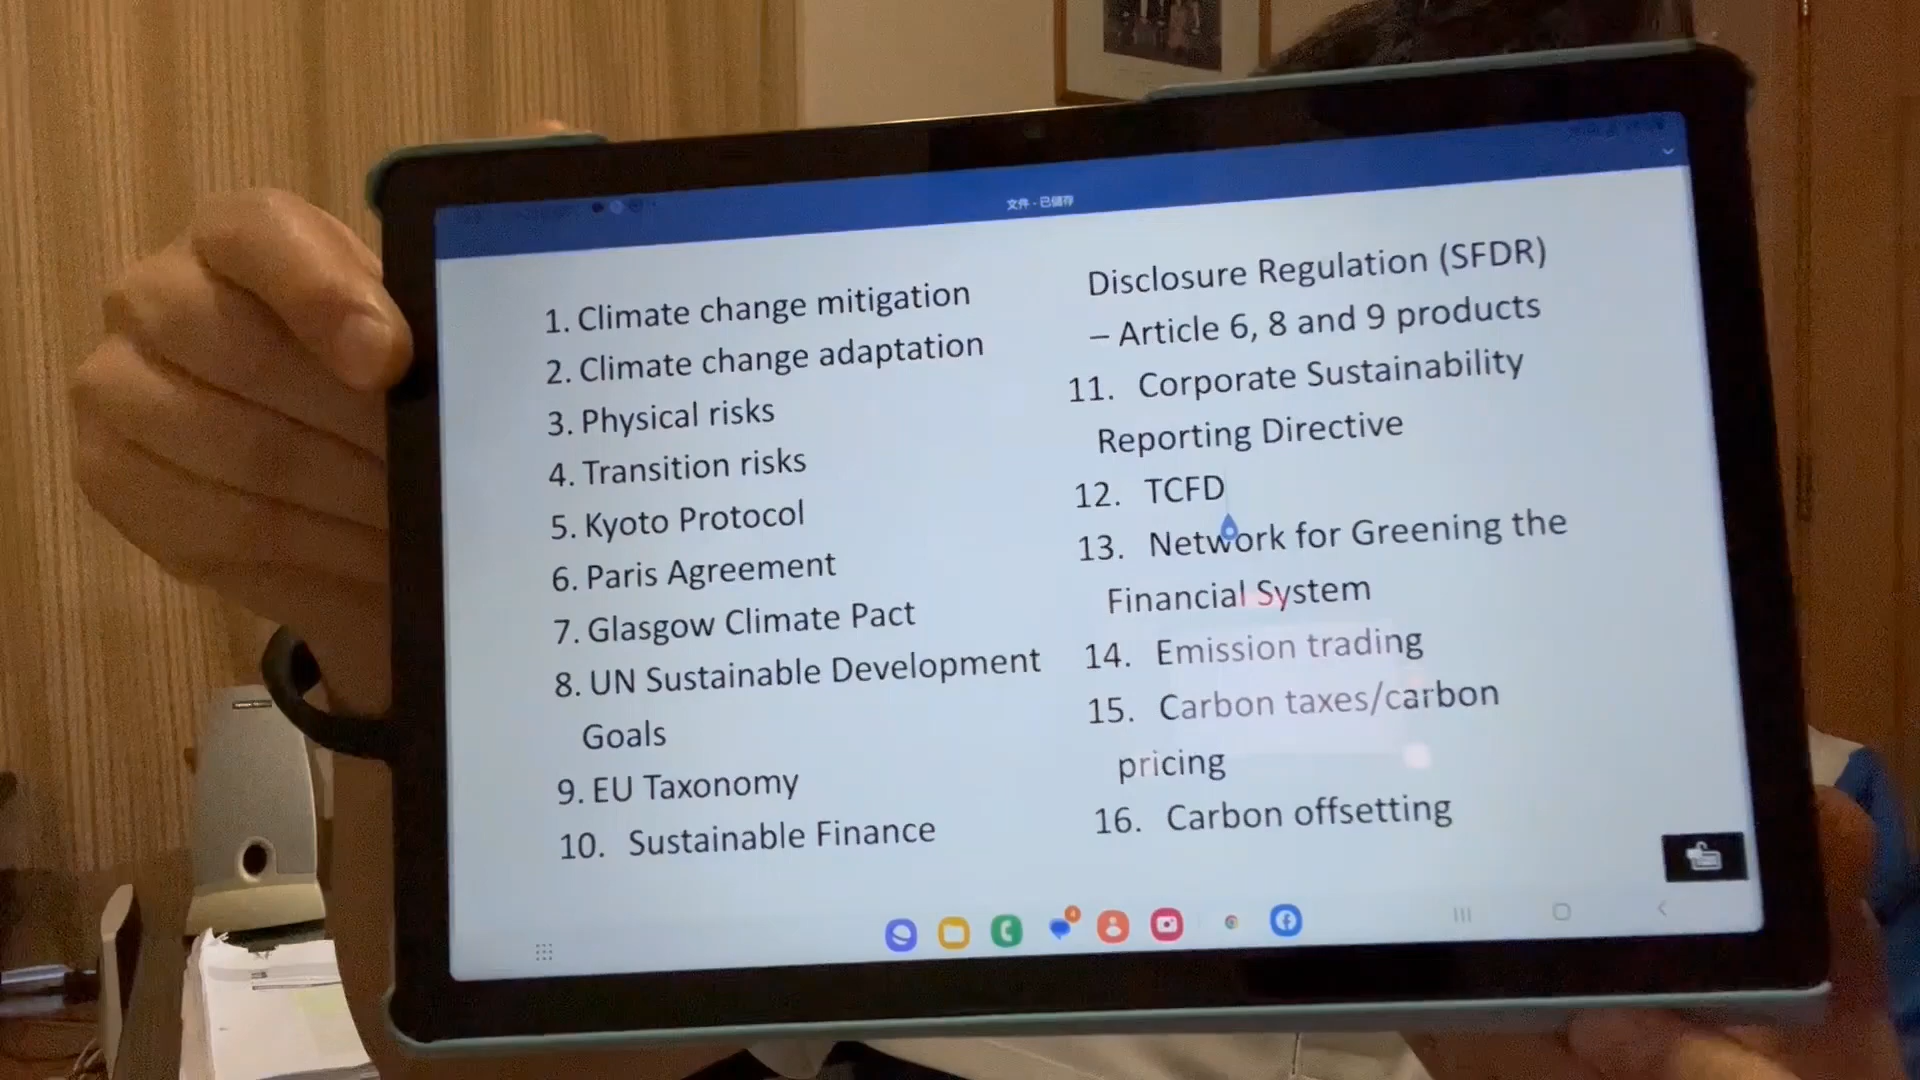 文件 - 已儲存
1. Climate change mitigation
2. Climate change adaptation
3. Physical risks
4. Transition risks
5. Kyoto Protocol
6. Paris Agreement
7. Glasgow Climate Pact
8. UN Sustainable Development
Goals
9. EU Taxonomy
10. Sustainable Finance
Disclosure Regulation (SFDR)
– Article 6, 8 and 9 products
11. Corporate Sustainability
Reporting Directive
12. TCFD
13. Network for Greening the
Financial System
14. Emission trading
15. Carbon taxes/carbon
pricing
16. Carbon offsetting